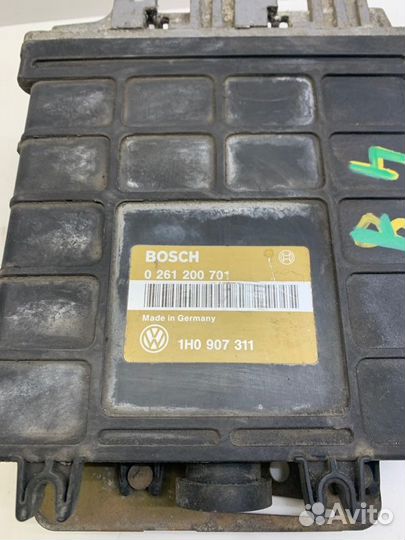 BOSCH
0 261 200 701
Made in Germany
1H0 907 311
Avito